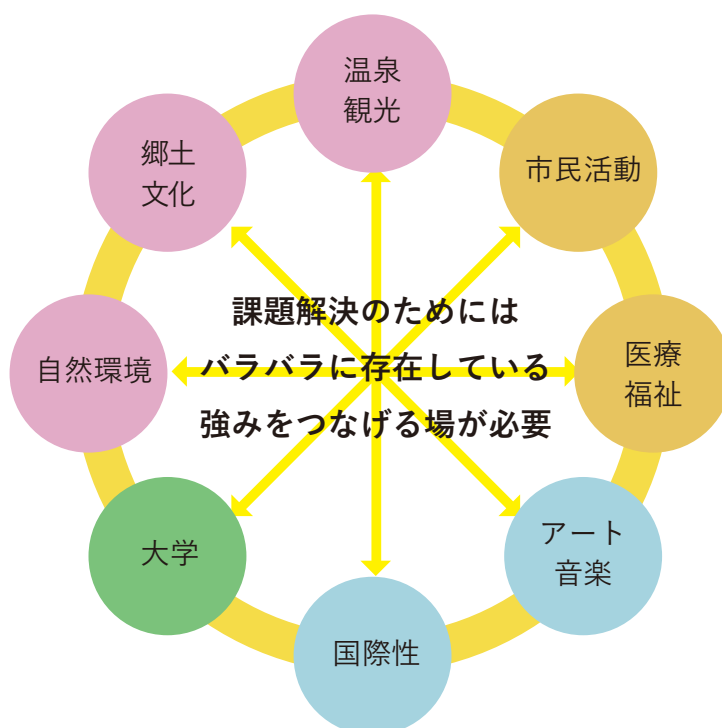 温泉
観光
市民活動
医療
福祉
アート
音楽
国際性
大学
自然環境
郷土
文化
課題解決のためには
バラバラに存在している
強みをつなげる場が必要